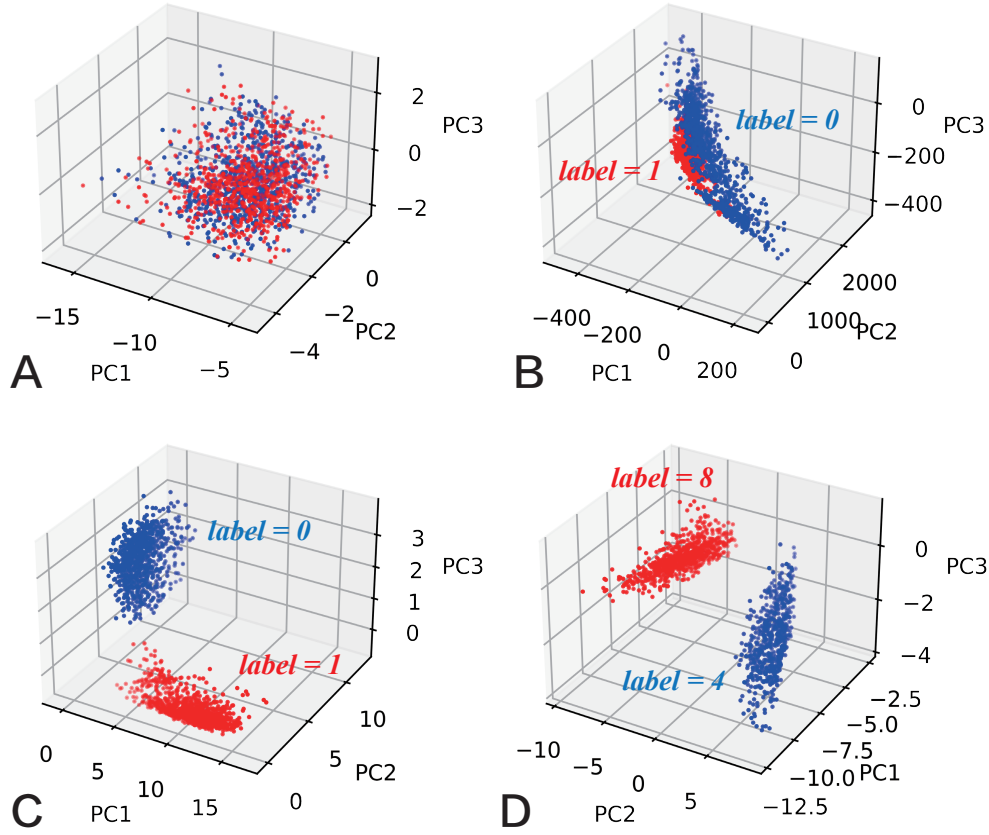 2
0
−2
PC3
0
−2
−4
PC2
−15
−10
−5
PC1
A
label = 0
label = 1
0
−200
−400
PC3
2000
1000
0
PC2
−400
−200
0
200
PC1
B
label = 0
label = 1
3
2
1
0
PC3
10
5
0
PC2
0
5
10
15
PC1
C
label = 8
label = 4
0
−2
−4
PC3
−2.5
−5.0
−7.5
−10.0
−12.5
PC1
−10
−5
0
5
PC2
D